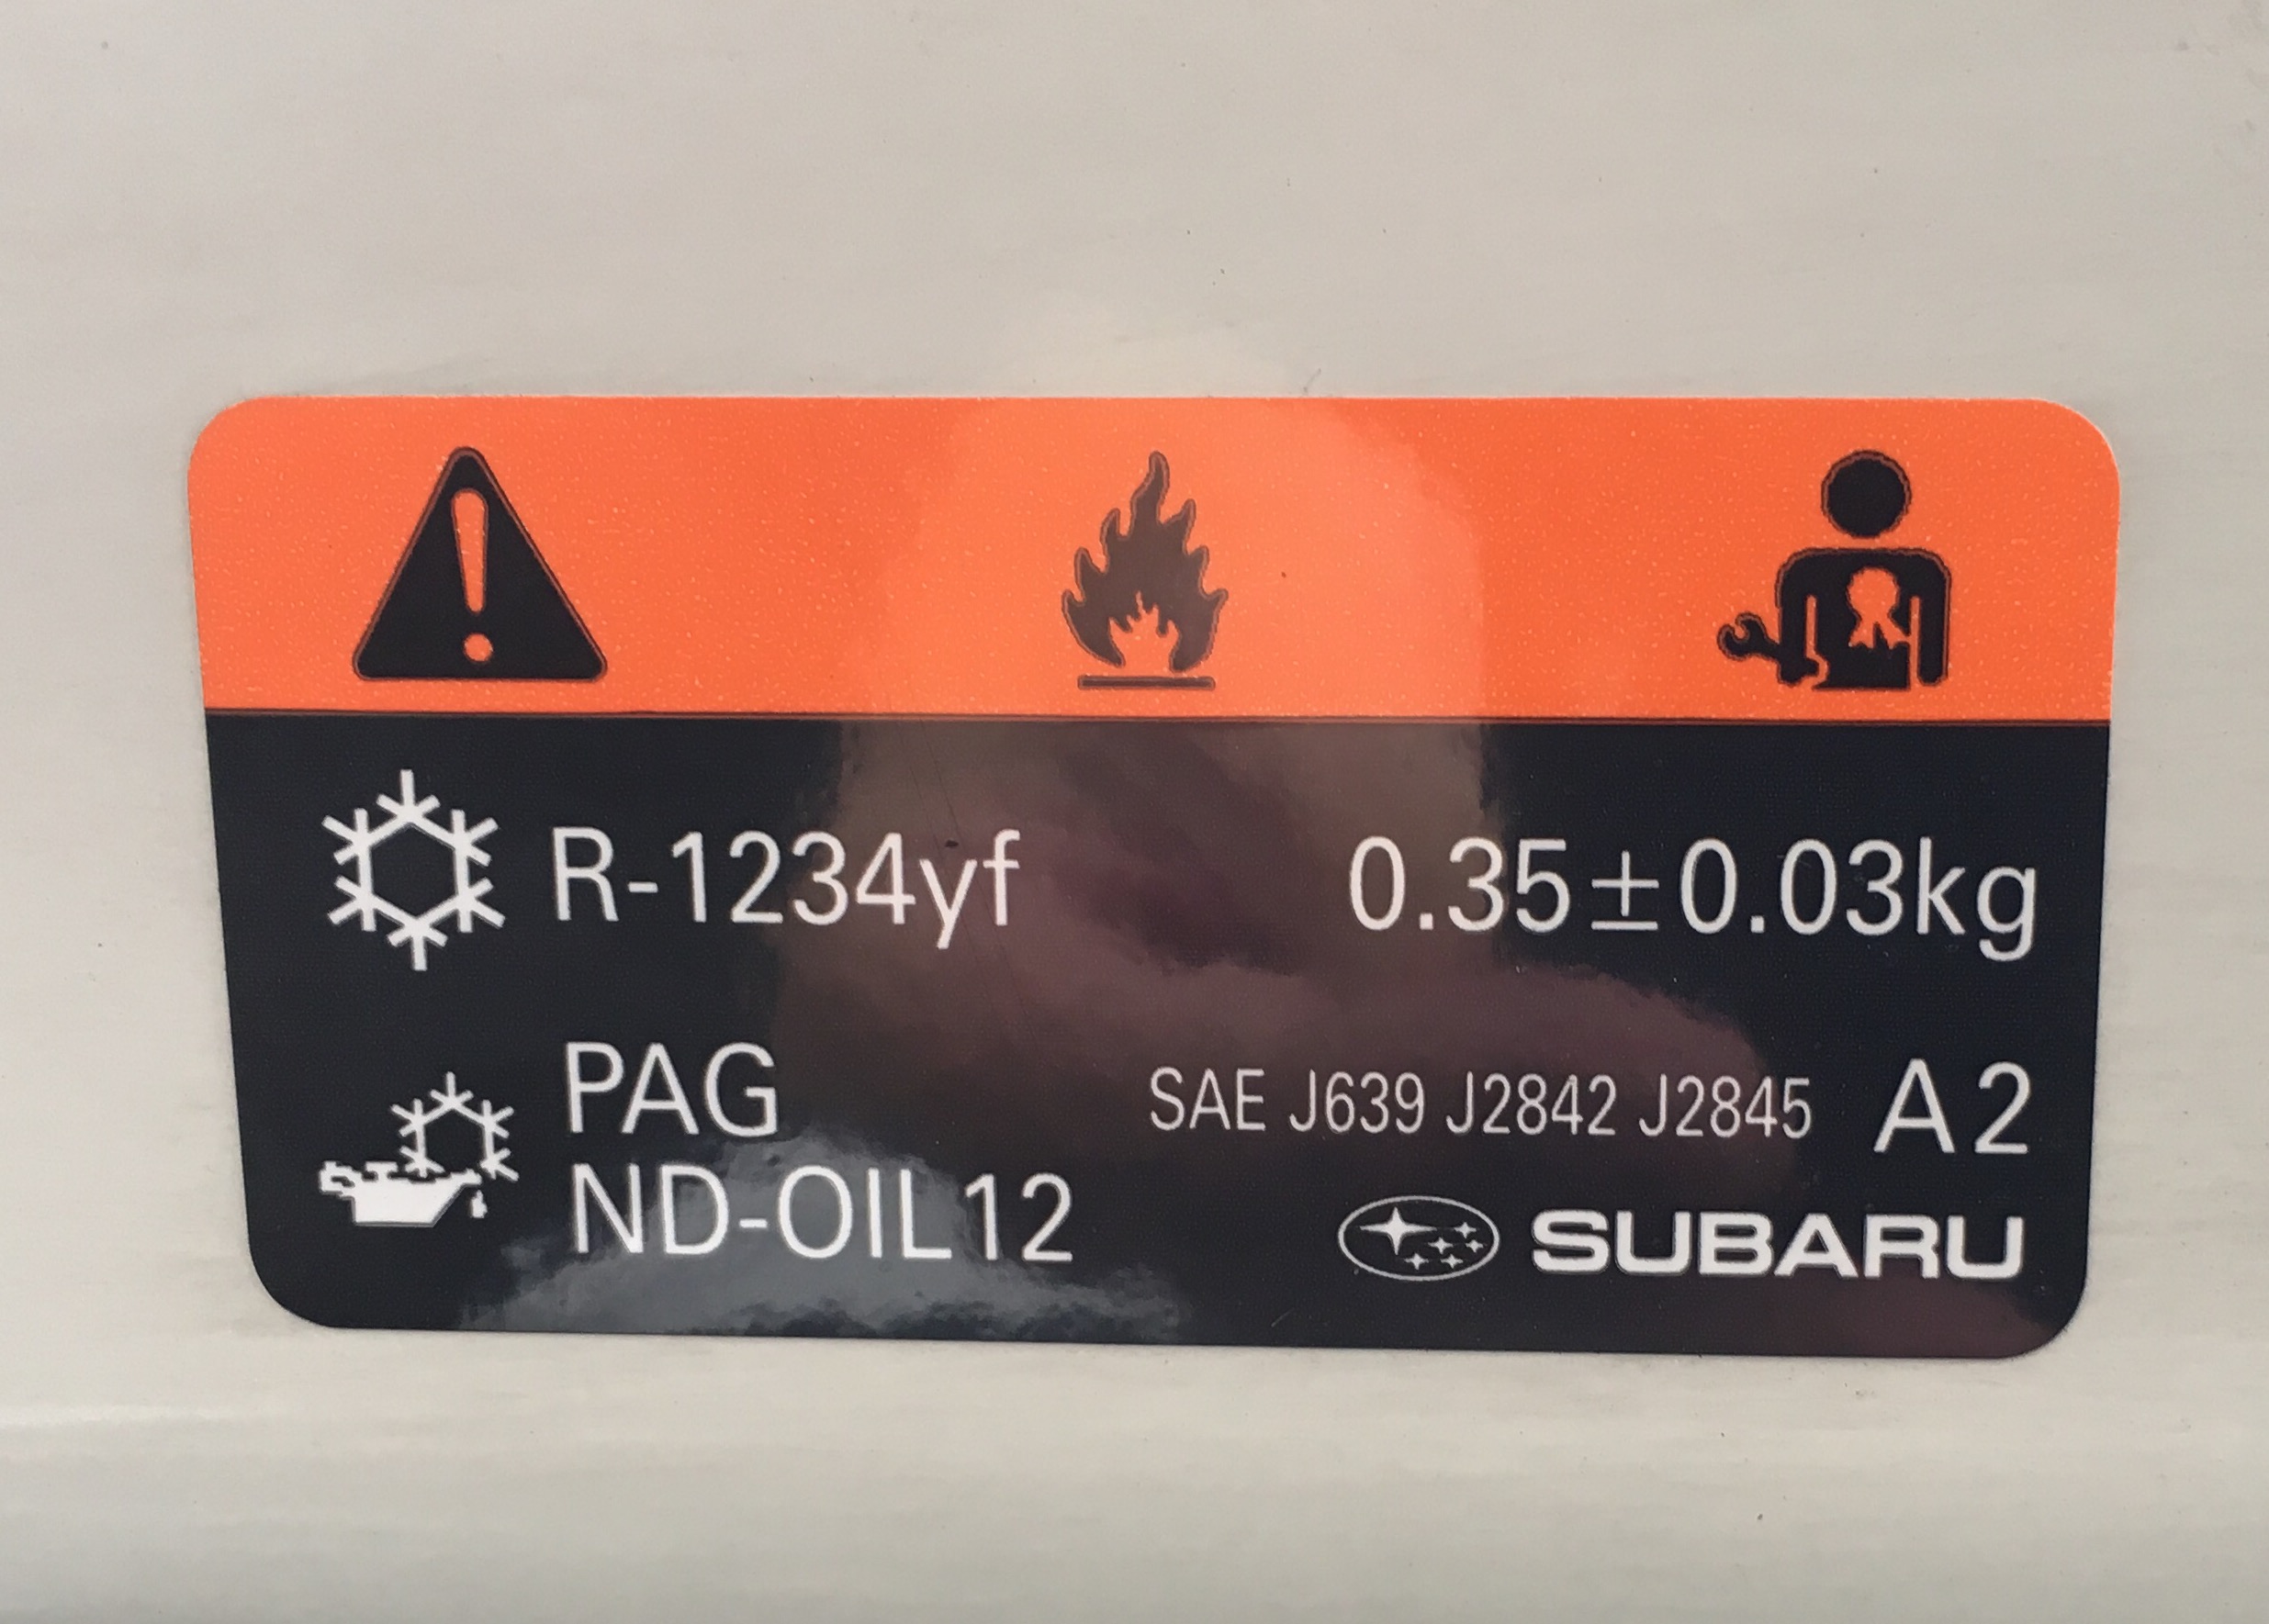 R-1234yf 0.35±0.03kg
PAG
SAE J639 J2842 J2845 A2
ND-OIL12
SUBARU